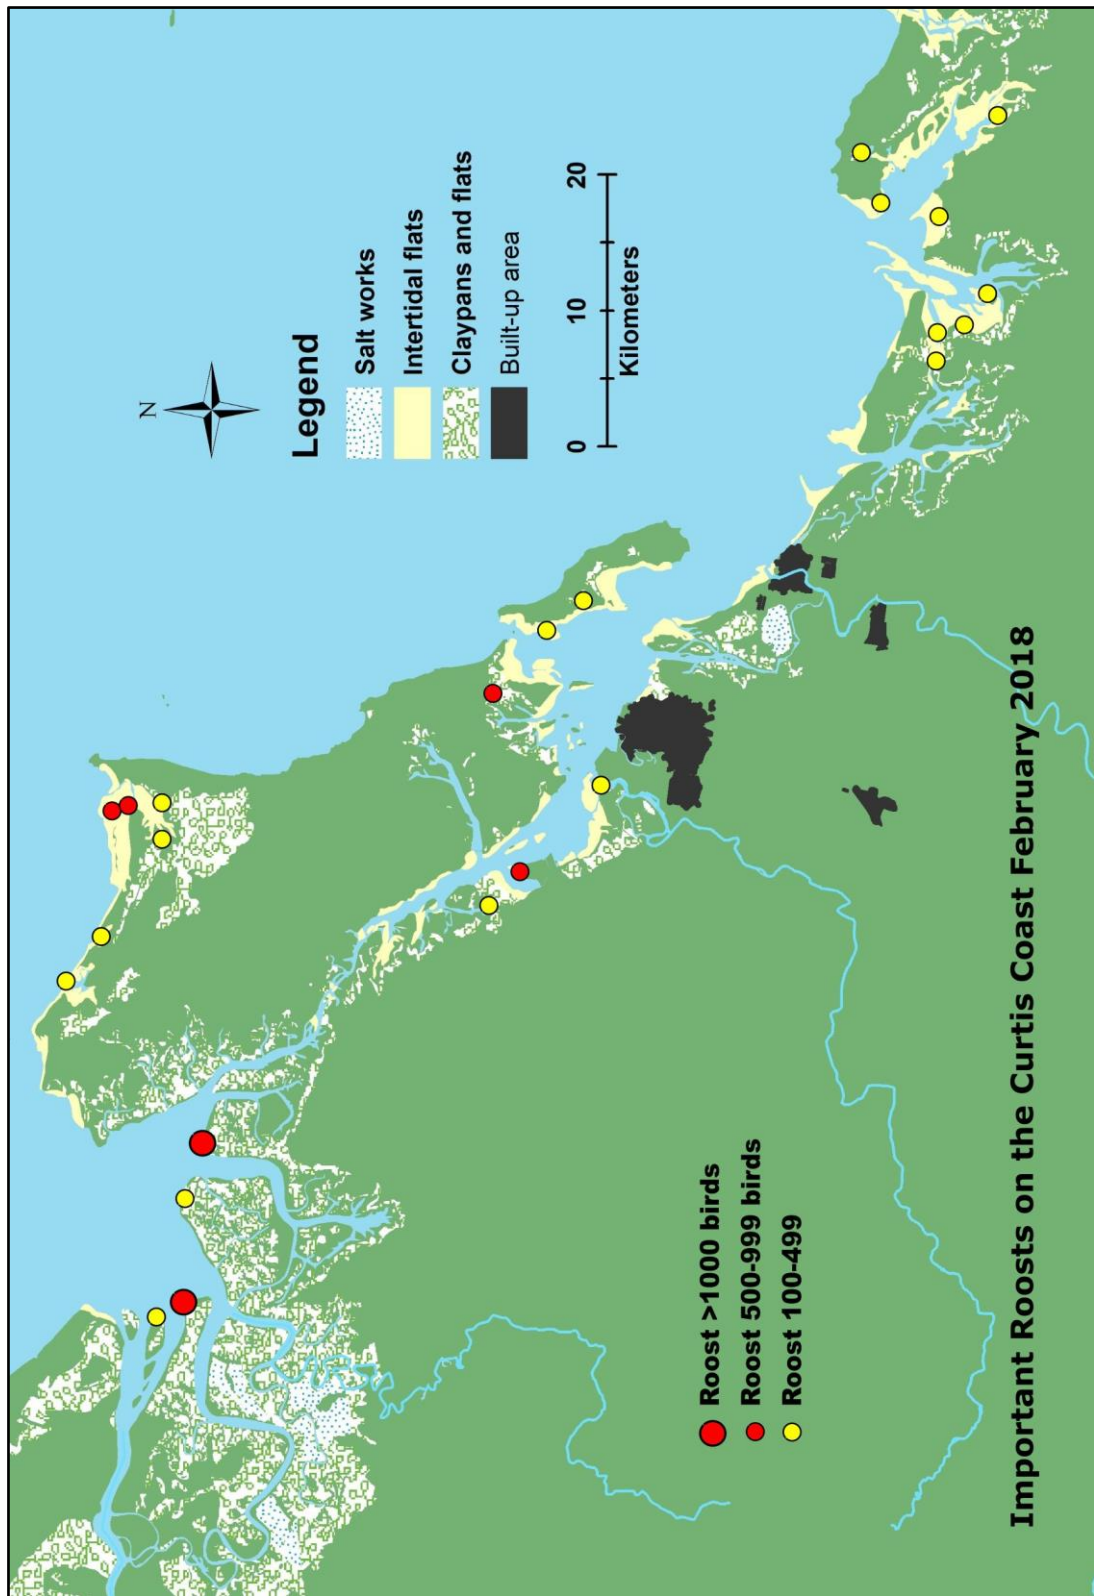 N
Legend
Salt works
Intertidal flats
Claypans and flats
Built-up area
0 10 20
Kilometers
Roost >1000 birds
Roost 500-999 birds
Roost 100-499
Important Roosts on the Curtis Coast February 2018